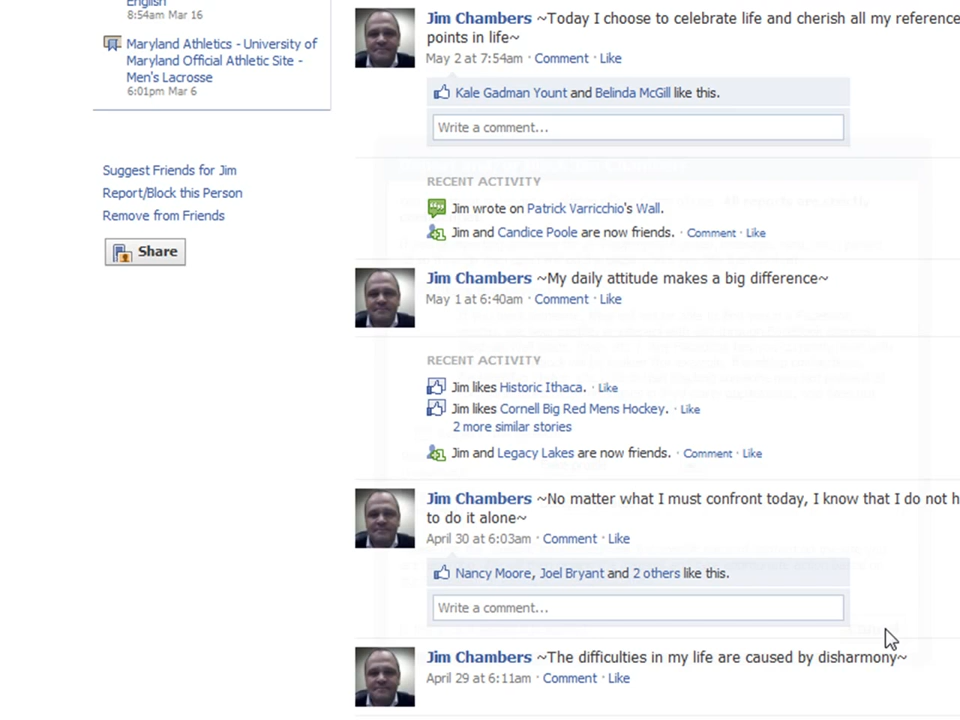 English
8:54am Mar 16
Maryland Athletics - University of
Maryland Official Athletic Site -
Men's Lacrosse
6:01pm Mar 6
Suggest Friends for Jim
Report/Block this Person
Remove from Friends
Share
Jim Chambers ~Today I choose to celebrate life and cherish all my reference
points in life~
May 2 at 7:54am · Comment · Like
Kale Gadman Yount and Belinda McGill like this.
Write a comment...
RECENT ACTIVITY
Jim wrote on Patrick Varricchio's Wall.
Jim and Candice Poole are now friends. · Comment · Like
Jim Chambers ~My daily attitude makes a big difference~
May 1 at 6:40am · Comment · Like
RECENT ACTIVITY
Jim likes Historic Ithaca. · Like
Jim likes Cornell Big Red Mens Hockey. · Like
2 more similar stories
Jim and Legacy Lakes are now friends. · Comment · Like
Jim Chambers ~No matter what I must confront today, I know that I do not h
to do it alone~
April 30 at 6:03am · Comment · Like
Nancy Moore, Joel Bryant and 2 others like this.
Write a comment...
Jim Chambers ~The difficulties in my life are caused by disharmony~
April 29 at 6:11am · Comment · Like